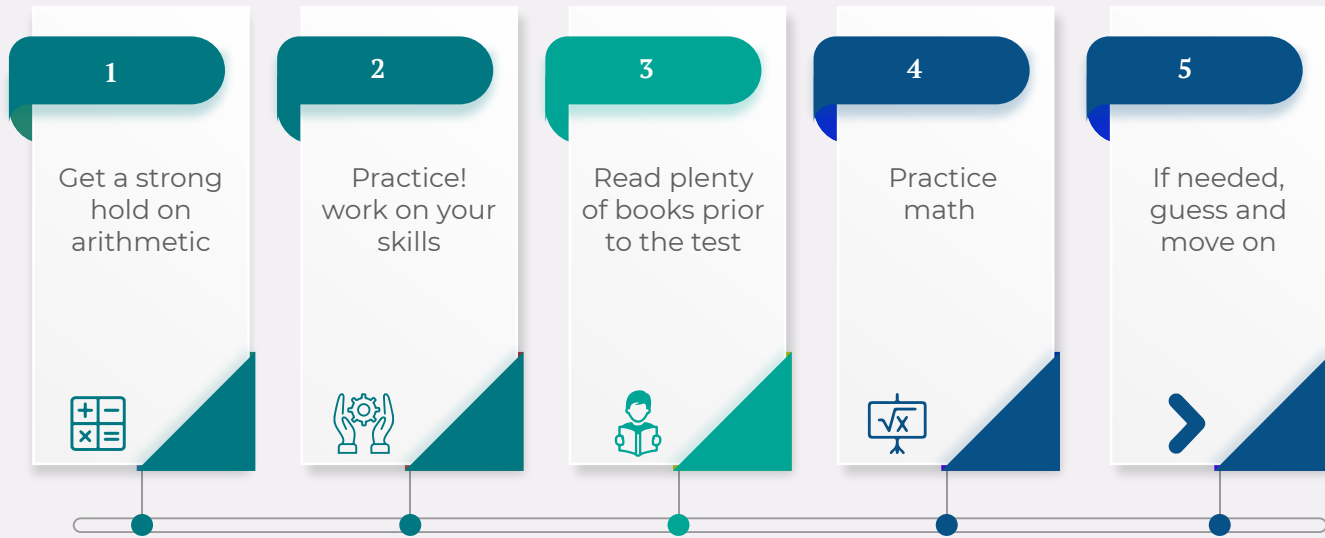 1
Get a strong
hold on
arithmetic
2
Practice!
work on your
skills
3
Read plenty
of books prior
to the test
4
Practice
math
√x
5
If needed,
guess and
move on